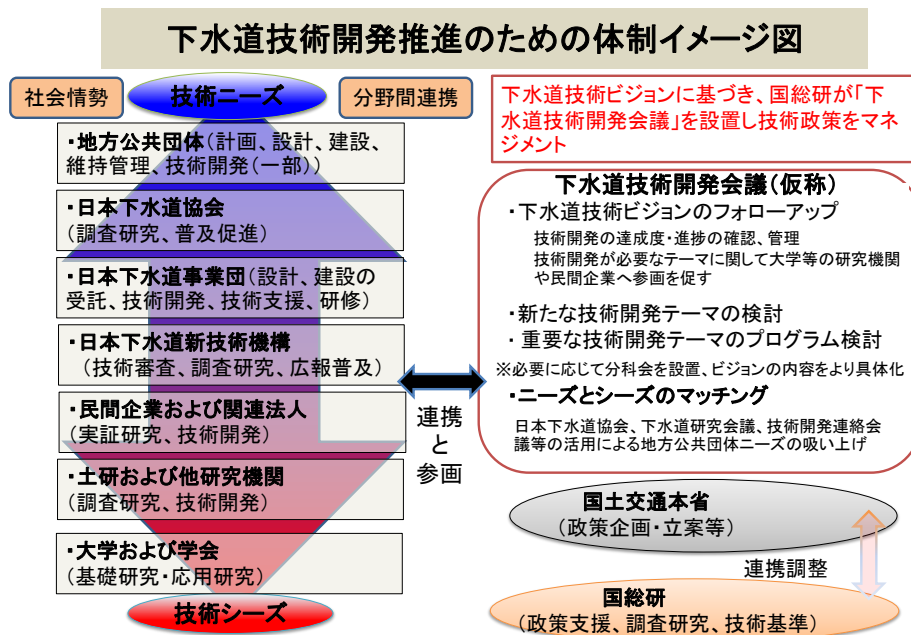 下水道技術開発推進のための体制イメージ図
社会情勢
技術ニーズ
分野間連携
・地方公共団体(計画、設計、建設、
維持管理、技術開発(一部))
・日本下水道協会
(調査研究、普及促進)
・日本下水道事業団(設計、建設の
受託、技術開発、技術支援、研修)
・日本下水道新技術機構
(技術審査、調査研究、広報普及)
・民間企業および関連法人
(実証研究、技術開発)
・土研および他研究機関
(調査研究、技術開発)
・大学および学会
(基礎研究・応用研究)
技術シーズ
連携
と
参画
下水道技術ビジョンに基づき、国総研が「下
水道技術開発会議」を設置し技術政策をマネ
ジメント
下水道技術開発会議(仮称)
・下水道技術ビジョンのフォローアップ
技術開発の達成度・進捗の確認、管理
技術開発が必要なテーマに関して大学等の研究機関
や民間企業へ参画を促す
・新たな技術開発テーマの検討
・重要な技術開発テーマのプログラム検討
※必要に応じて分科会を設置、ビジョンの内容をより具体化
・ニーズとシーズのマッチング
日本下水道協会、下水道研究会議、技術開発連絡会
議等の活用による地方公共団体ニーズの吸い上げ
国土交通本省
(政策企画・立案等)
連携調整
国総研
(政策支援、調査研究、技術基準)